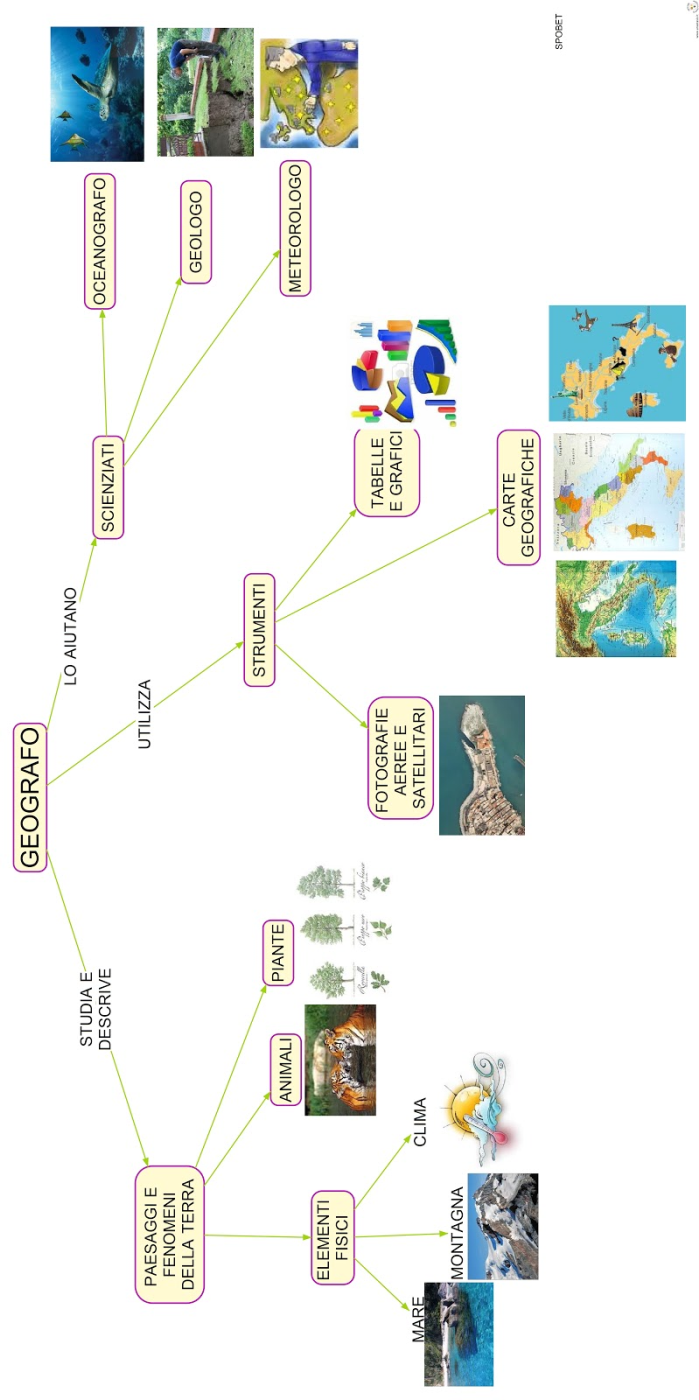 GEOGRAFO
STUDIA E
DESCRIVE
UTILIZZA
LO AIUTANO
PAESAGGI E
FENOMENI
DELLA TERRA
ANIMALI
PIANTE
ELEMENTI
FISICI
MARE
MONTAGNA
CLIMA
STRUMENTI
FOTOGRAFIE
AEREE E
SATELLITARI
CARTE
GEOGRAFICHE
TABELLE
E GRAFICI
SCIENZIATI
OCEANOGRAFO
GEOLOGO
METEOROLOGO
SPOBET